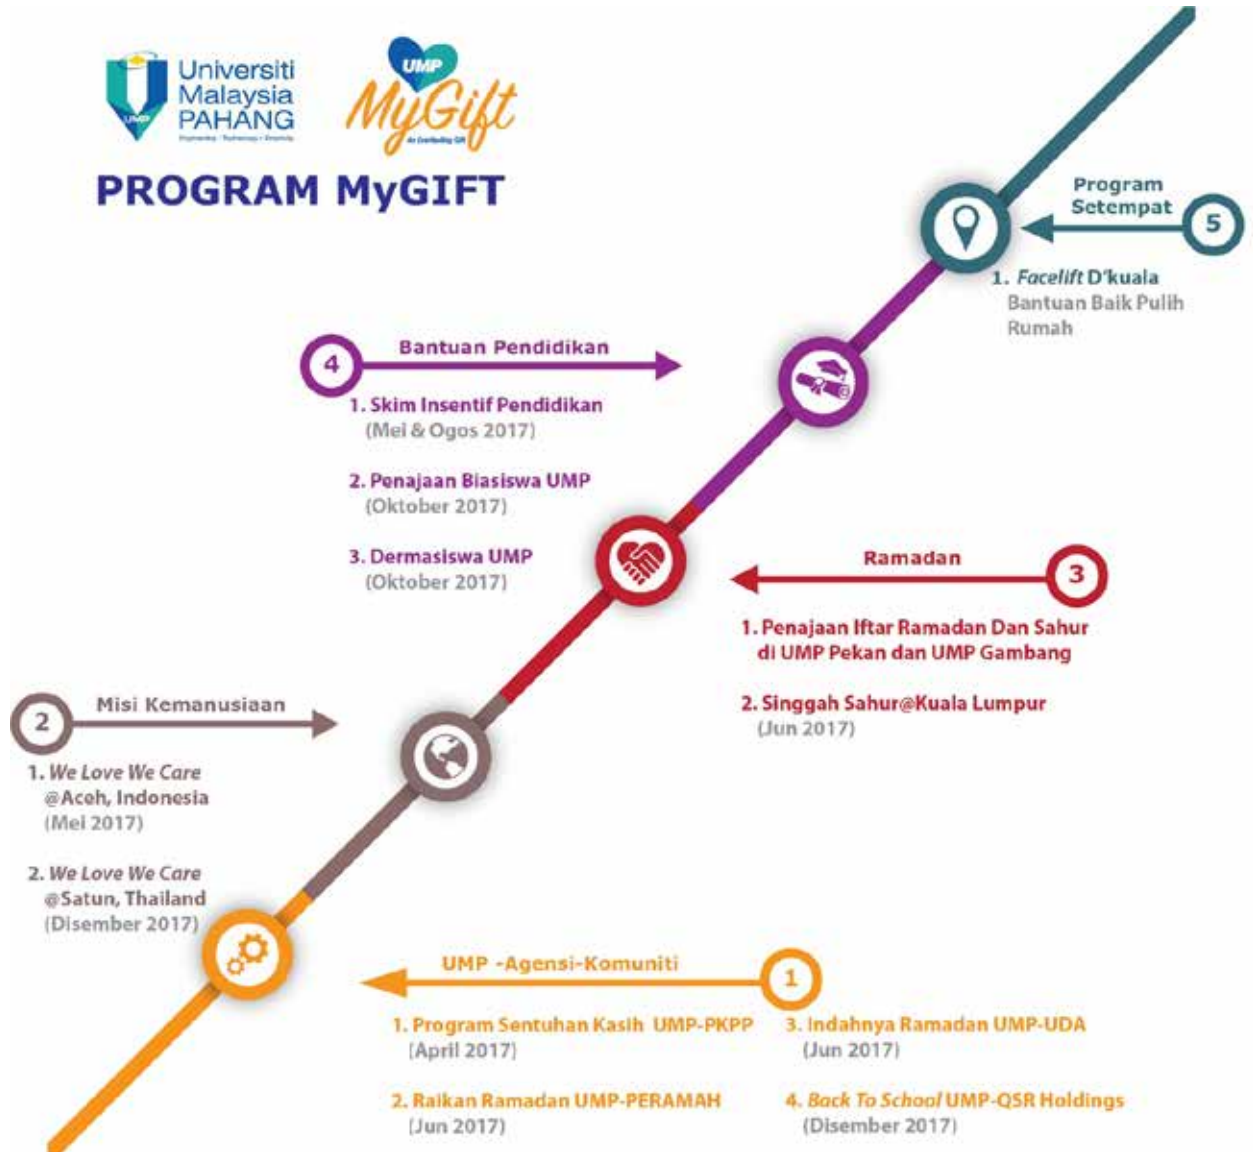 Universiti
Malaysia
PAHANG
UMP
UMP
MyGift
PROGRAM MyGIFT
Program
Setempat
5
1. Facelift D'kuala
Bantuan Baik Pulih
Rumah
4
Bantuan Pendidikan
1. Skim Insentif Pendidikan
(Mei & Ogos 2017)
2. Penajaan Biasiswa UMP
(Oktober 2017)
3. Dermasiswa UMP
(Oktober 2017)
Ramadan
3
1. Penajaan Iftar Ramadan Dan Sahur
di UMP Pekan dan UMP Gambang
2. Singgah Sahur@Kuala Lumpur
(Jun 2017)
2
Misi Kemanusiaan
1. We Love We Care
@Aceh, Indonesia
(Mei 2017)
2. We Love We Care
@Satun, Thailand
(Disember 2017)
UMP -Agensi-Komuniti
1
1. Program Sentuhan Kasih UMP-PKPP
(April 2017)
2. Raikan Ramadan UMP-PERAMAH
(Jun 2017)
3. Indahnya Ramadan UMP-UDA
(Jun 2017)
4. Back To School UMP-QSR Holdings
(Disember 2017)